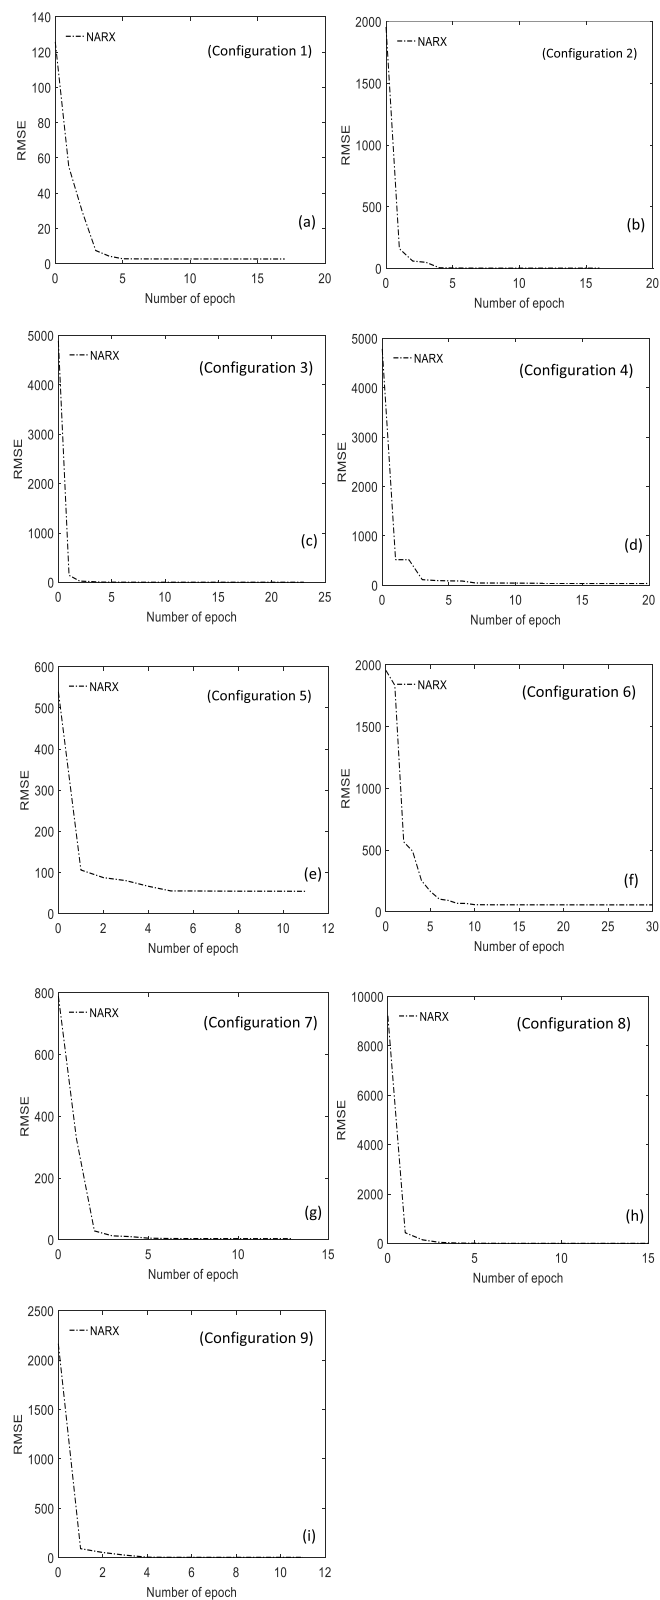 140
120
100
80
60
40
20
0
RMSE
NARX
(Configuration 1)
(a)
0 5 10 15 20
Number of epoch
2000
1500
1000
500
0
RMSE
NARX
(Configuration 2)
(b)
0 5 10 15 20
Number of epoch
5000
4000
3000
2000
1000
0
RMSE
NARX
(Configuration 3)
(c)
0 5 10 15 20 25
Number of epoch
5000
4000
3000
2000
1000
0
RMSE
NARX
(Configuration 4)
(d)
0 5 10 15 20
Number of epoch
600
500
400
300
200
100
0
RMSE
NARX
(Configuration 5)
(e)
0 2 4 6 8 10 12
Number of epoch
2000
1500
1000
500
0
RMSE
NARX
(Configuration 6)
(f)
0 5 10 15 20 25 30
Number of epoch
800
600
400
200
0
RMSE
NARX
(Configuration 7)
(g)
0 5 10 15
Number of epoch
10000
8000
6000
4000
2000
0
RMSE
NARX
(Configuration 8)
(h)
0 5 10 15
Number of epoch
2500
2000
1500
1000
500
0
RMSE
NARX
(Configuration 9)
(i)
0 2 4 6 8 10 12
Number of epoch